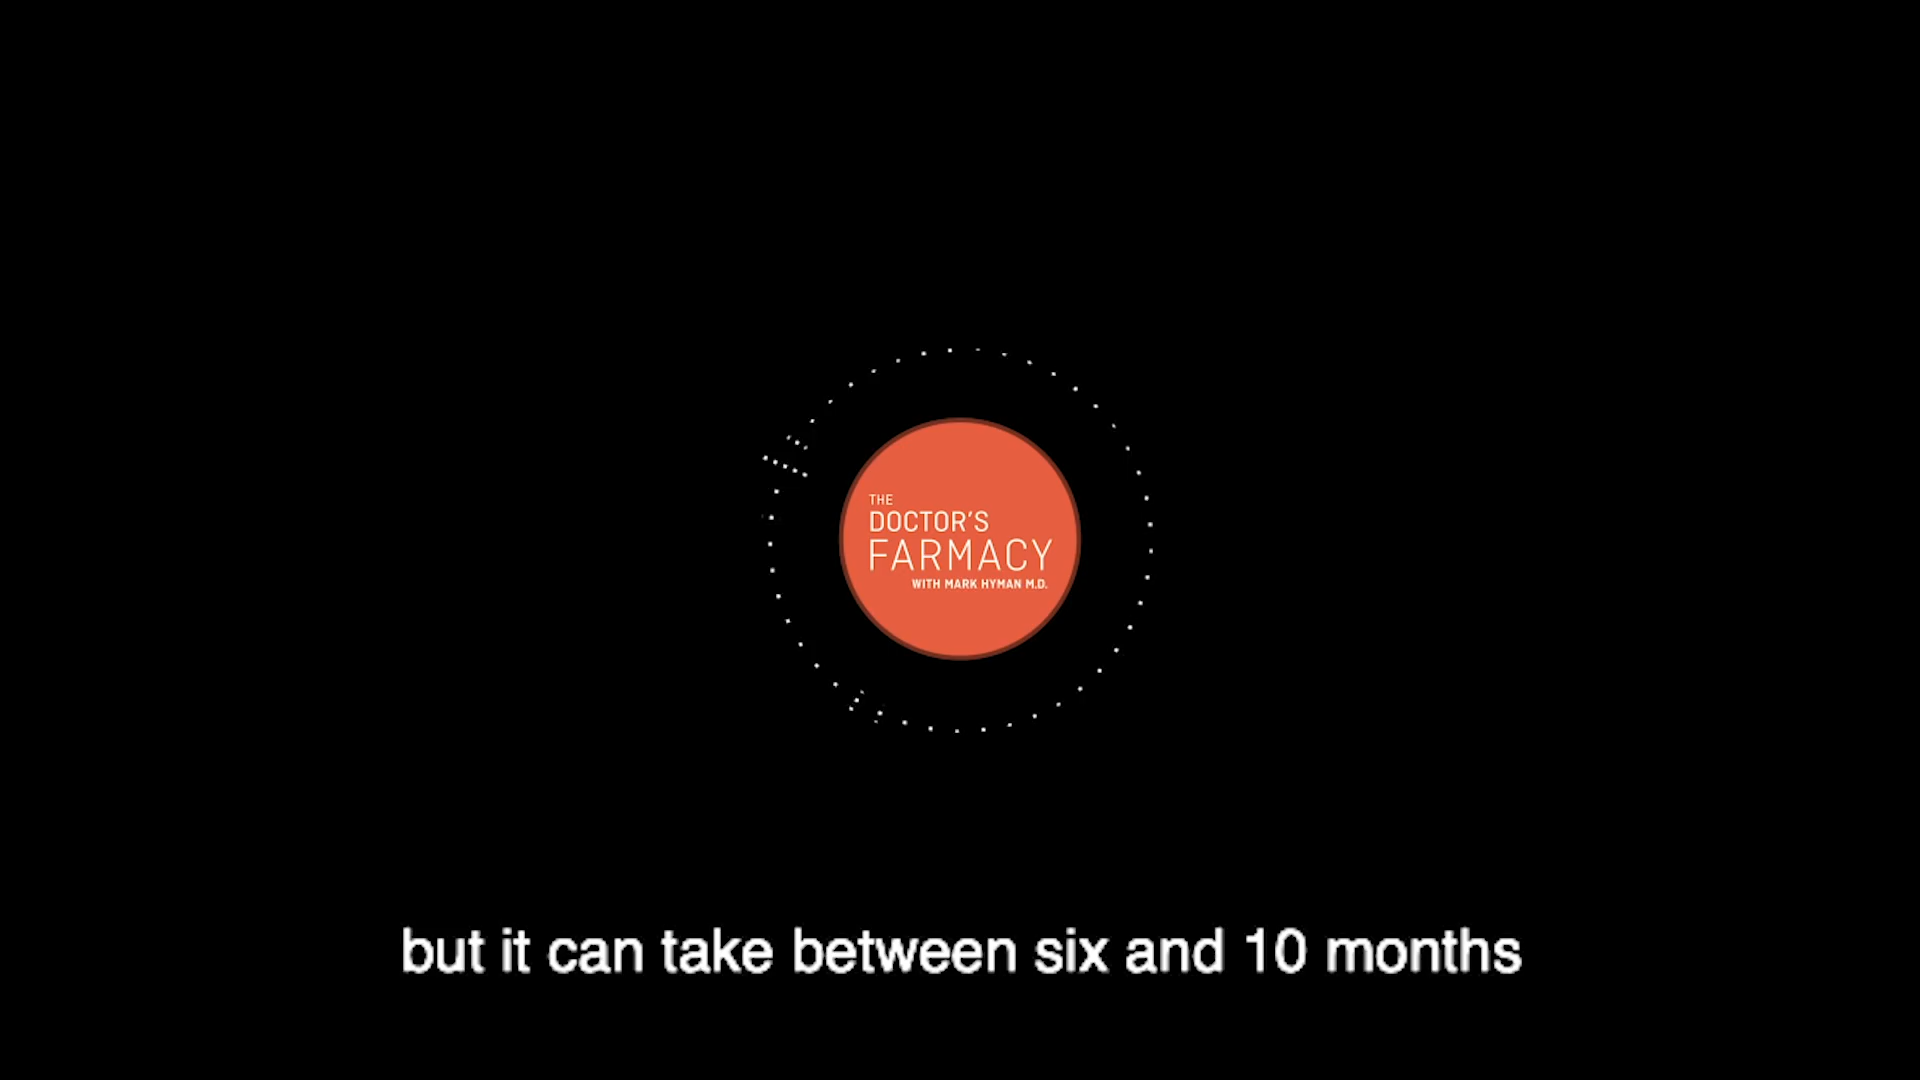 THE
DOCTOR'S
FARMACY
WITH MARK HYMAN M.D.
but it can take between six and 10 months